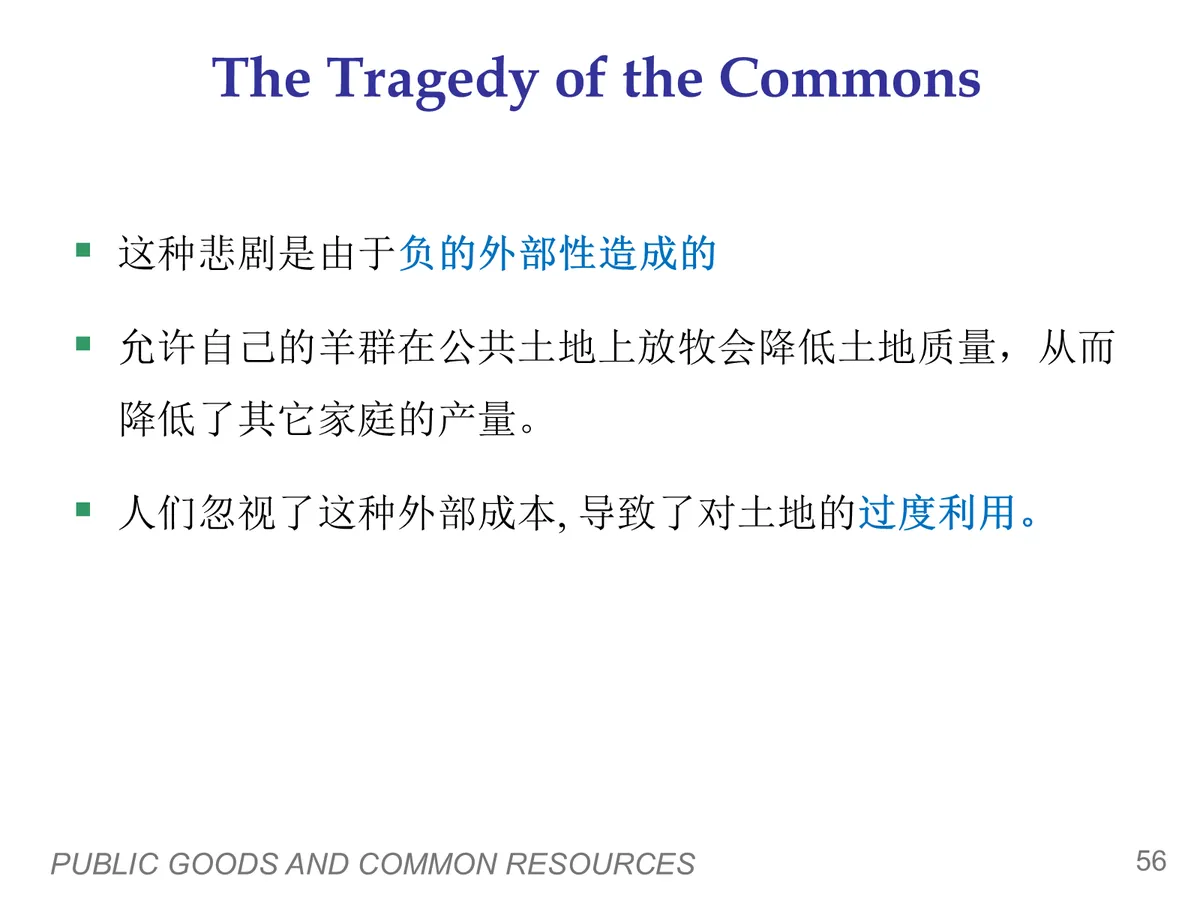 The Tragedy of the Commons
这种悲剧是由于负的外部性造成的
允许自己的羊群在公共土地上放牧会降低土地质量，从而
降低了其它家庭的产量。
人们忽视了这种外部成本, 导致了对土地的过度利用。
PUBLIC GOODS AND COMMON RESOURCES
56